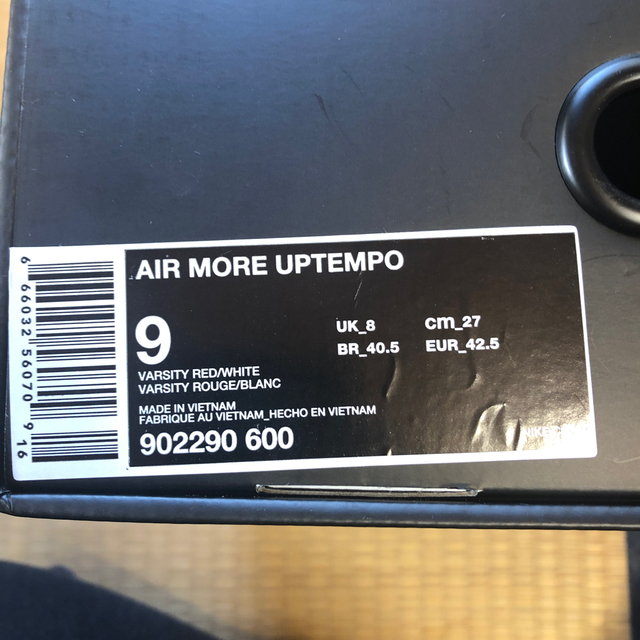 AIR MORE UPTEMPO
9
UK_8 cm_27
BR_40.5 EUR_42.5
VARSITY RED/WHITE
VARSITY ROUGE/BLANC
MADE IN VIETNAM
FABRIQUE AU VIETNAM_HECHO EN VIETNAM
902290 600
6 66032 56070 9 16